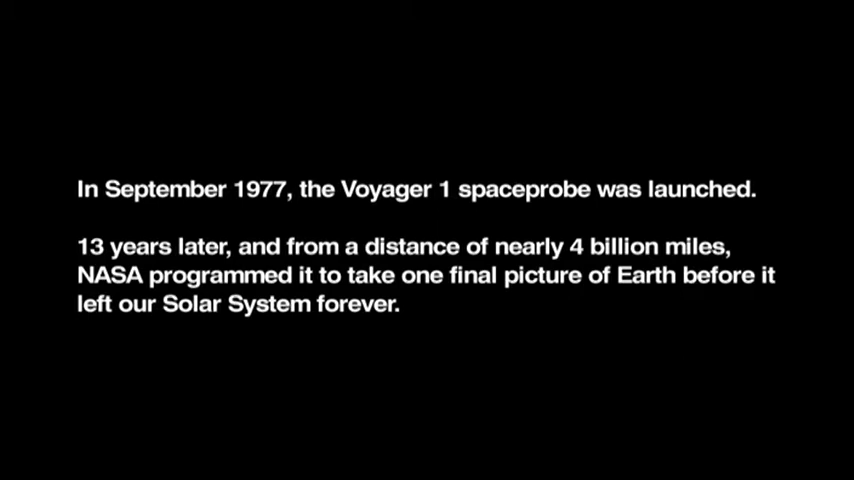 In September 1977, the Voyager 1 spaceprobe was launched.
13 years later, and from a distance of nearly 4 billion miles,
NASA programmed it to take one final picture of Earth before it
left our Solar System forever.